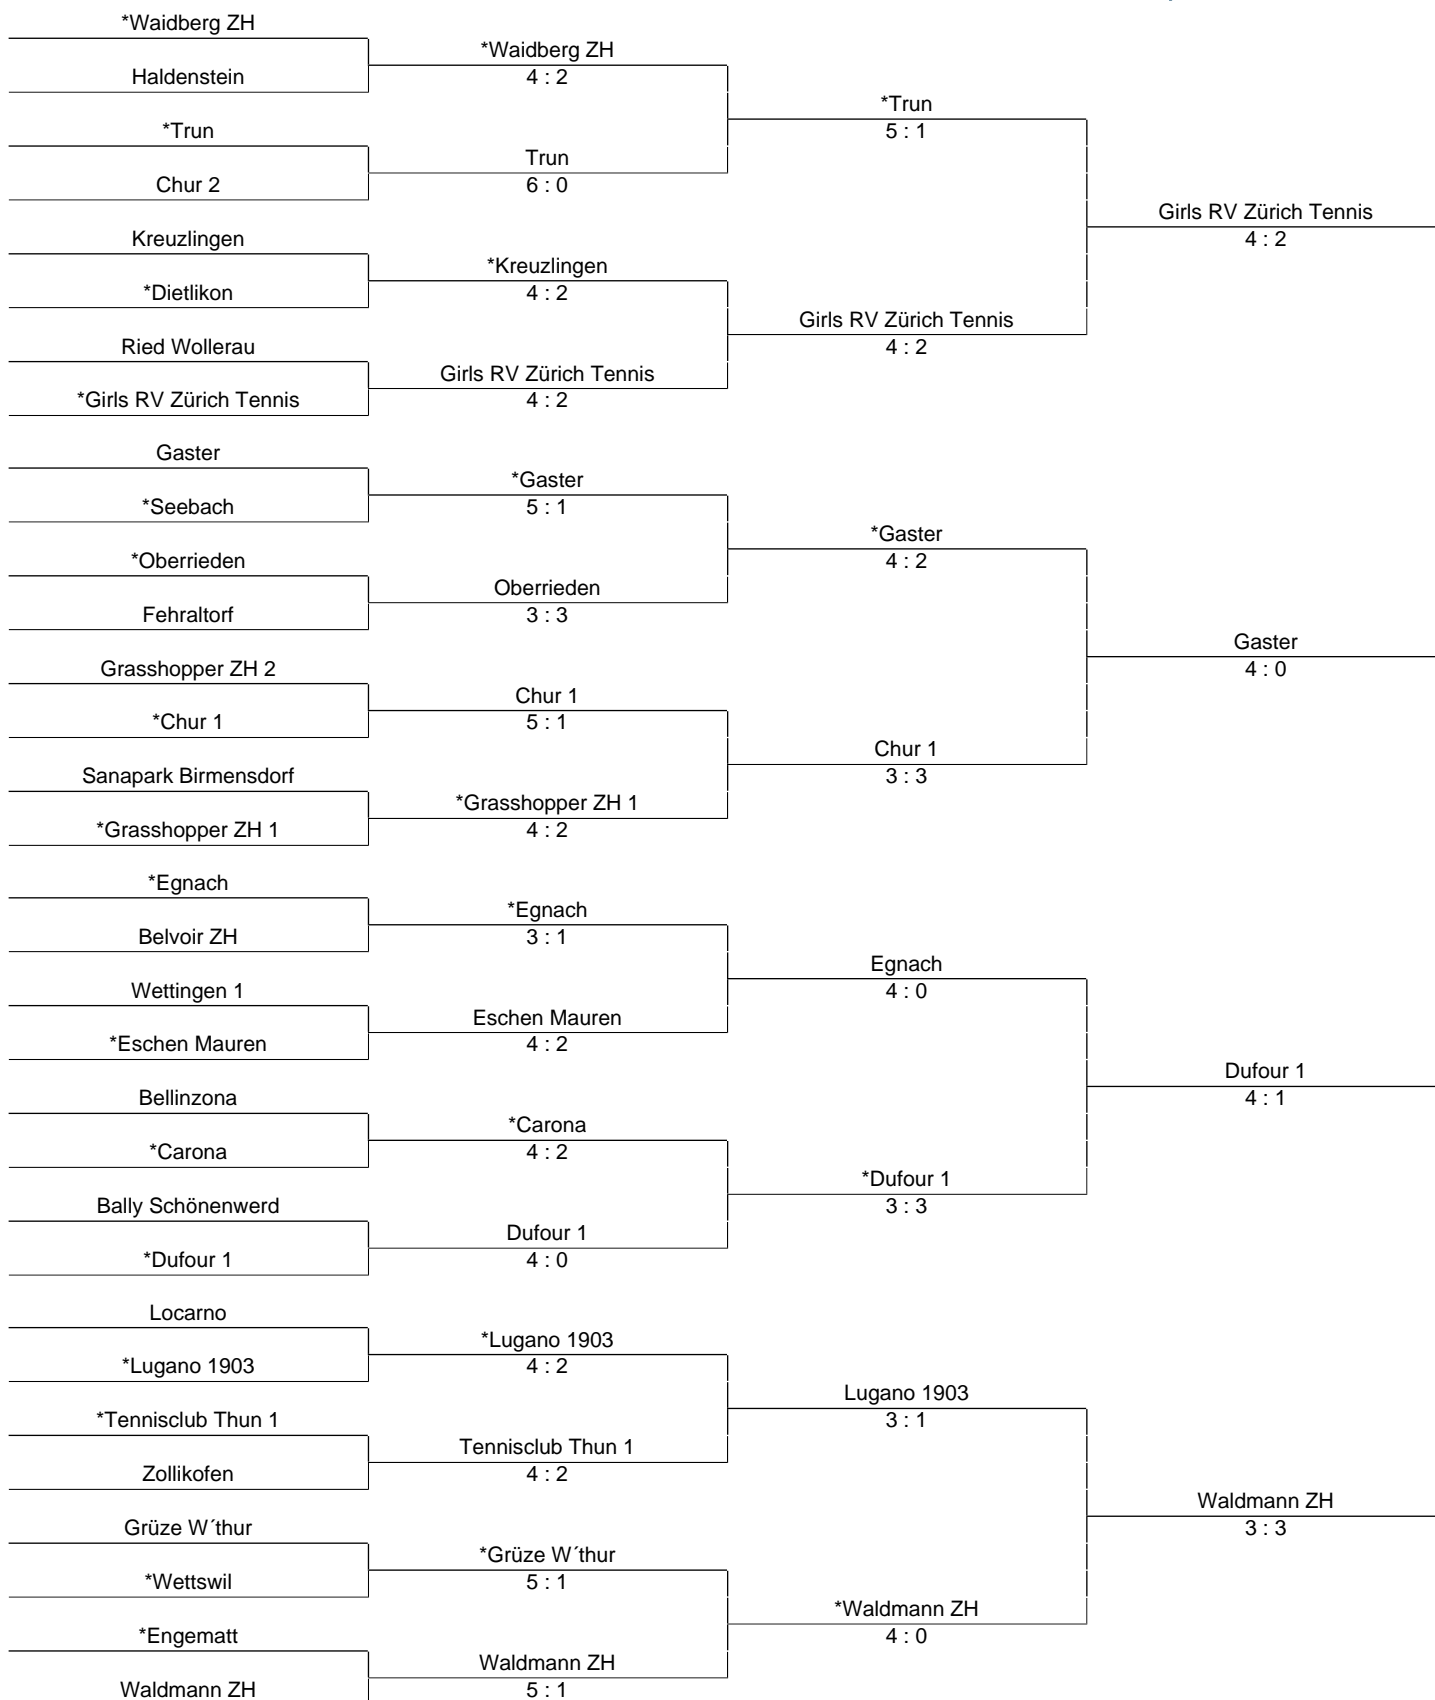 *Waidberg ZH
*Waidberg ZH
Haldenstein
4 : 2
*Trun
*Trun
5 : 1
Trun
Chur 2
6 : 0
Girls RV Zürich Tennis
Kreuzlingen
4 : 2
*Kreuzlingen
*Dietlikon
4 : 2
Girls RV Zürich Tennis
Ried Wollerau
4 : 2
Girls RV Zürich Tennis
*Girls RV Zürich Tennis
4 : 2
Gaster
*Gaster
*Seebach
5 : 1
*Gaster
*Oberrieden
4 : 2
Oberrieden
Fehraltorf
3 : 3
Gaster
Grasshopper ZH 2
4 : 0
Chur 1
*Chur 1
5 : 1
Chur 1
Sanapark Birmensdorf
3 : 3
*Grasshopper ZH 1
*Grasshopper ZH 1
4 : 2
*Egnach
*Egnach
Belvoir ZH
3 : 1
Egnach
Wettingen 1
4 : 0
Eschen Mauren
*Eschen Mauren
4 : 2
Dufour 1
Bellinzona
4 : 1
*Carona
*Carona
4 : 2
*Dufour 1
Bally Schönenwerd
3 : 3
Dufour 1
*Dufour 1
4 : 0
Locarno
*Lugano 1903
*Lugano 1903
4 : 2
Lugano 1903
*Tennisclub Thun 1
3 : 1
Tennisclub Thun 1
Zollikofen
4 : 2
Waldmann ZH
Grüze W´thur
3 : 3
*Grüze W´thur
*Wettswil
5 : 1
*Waldmann ZH
*Engematt
4 : 0
Waldmann ZH
Waldmann ZH
5 : 1